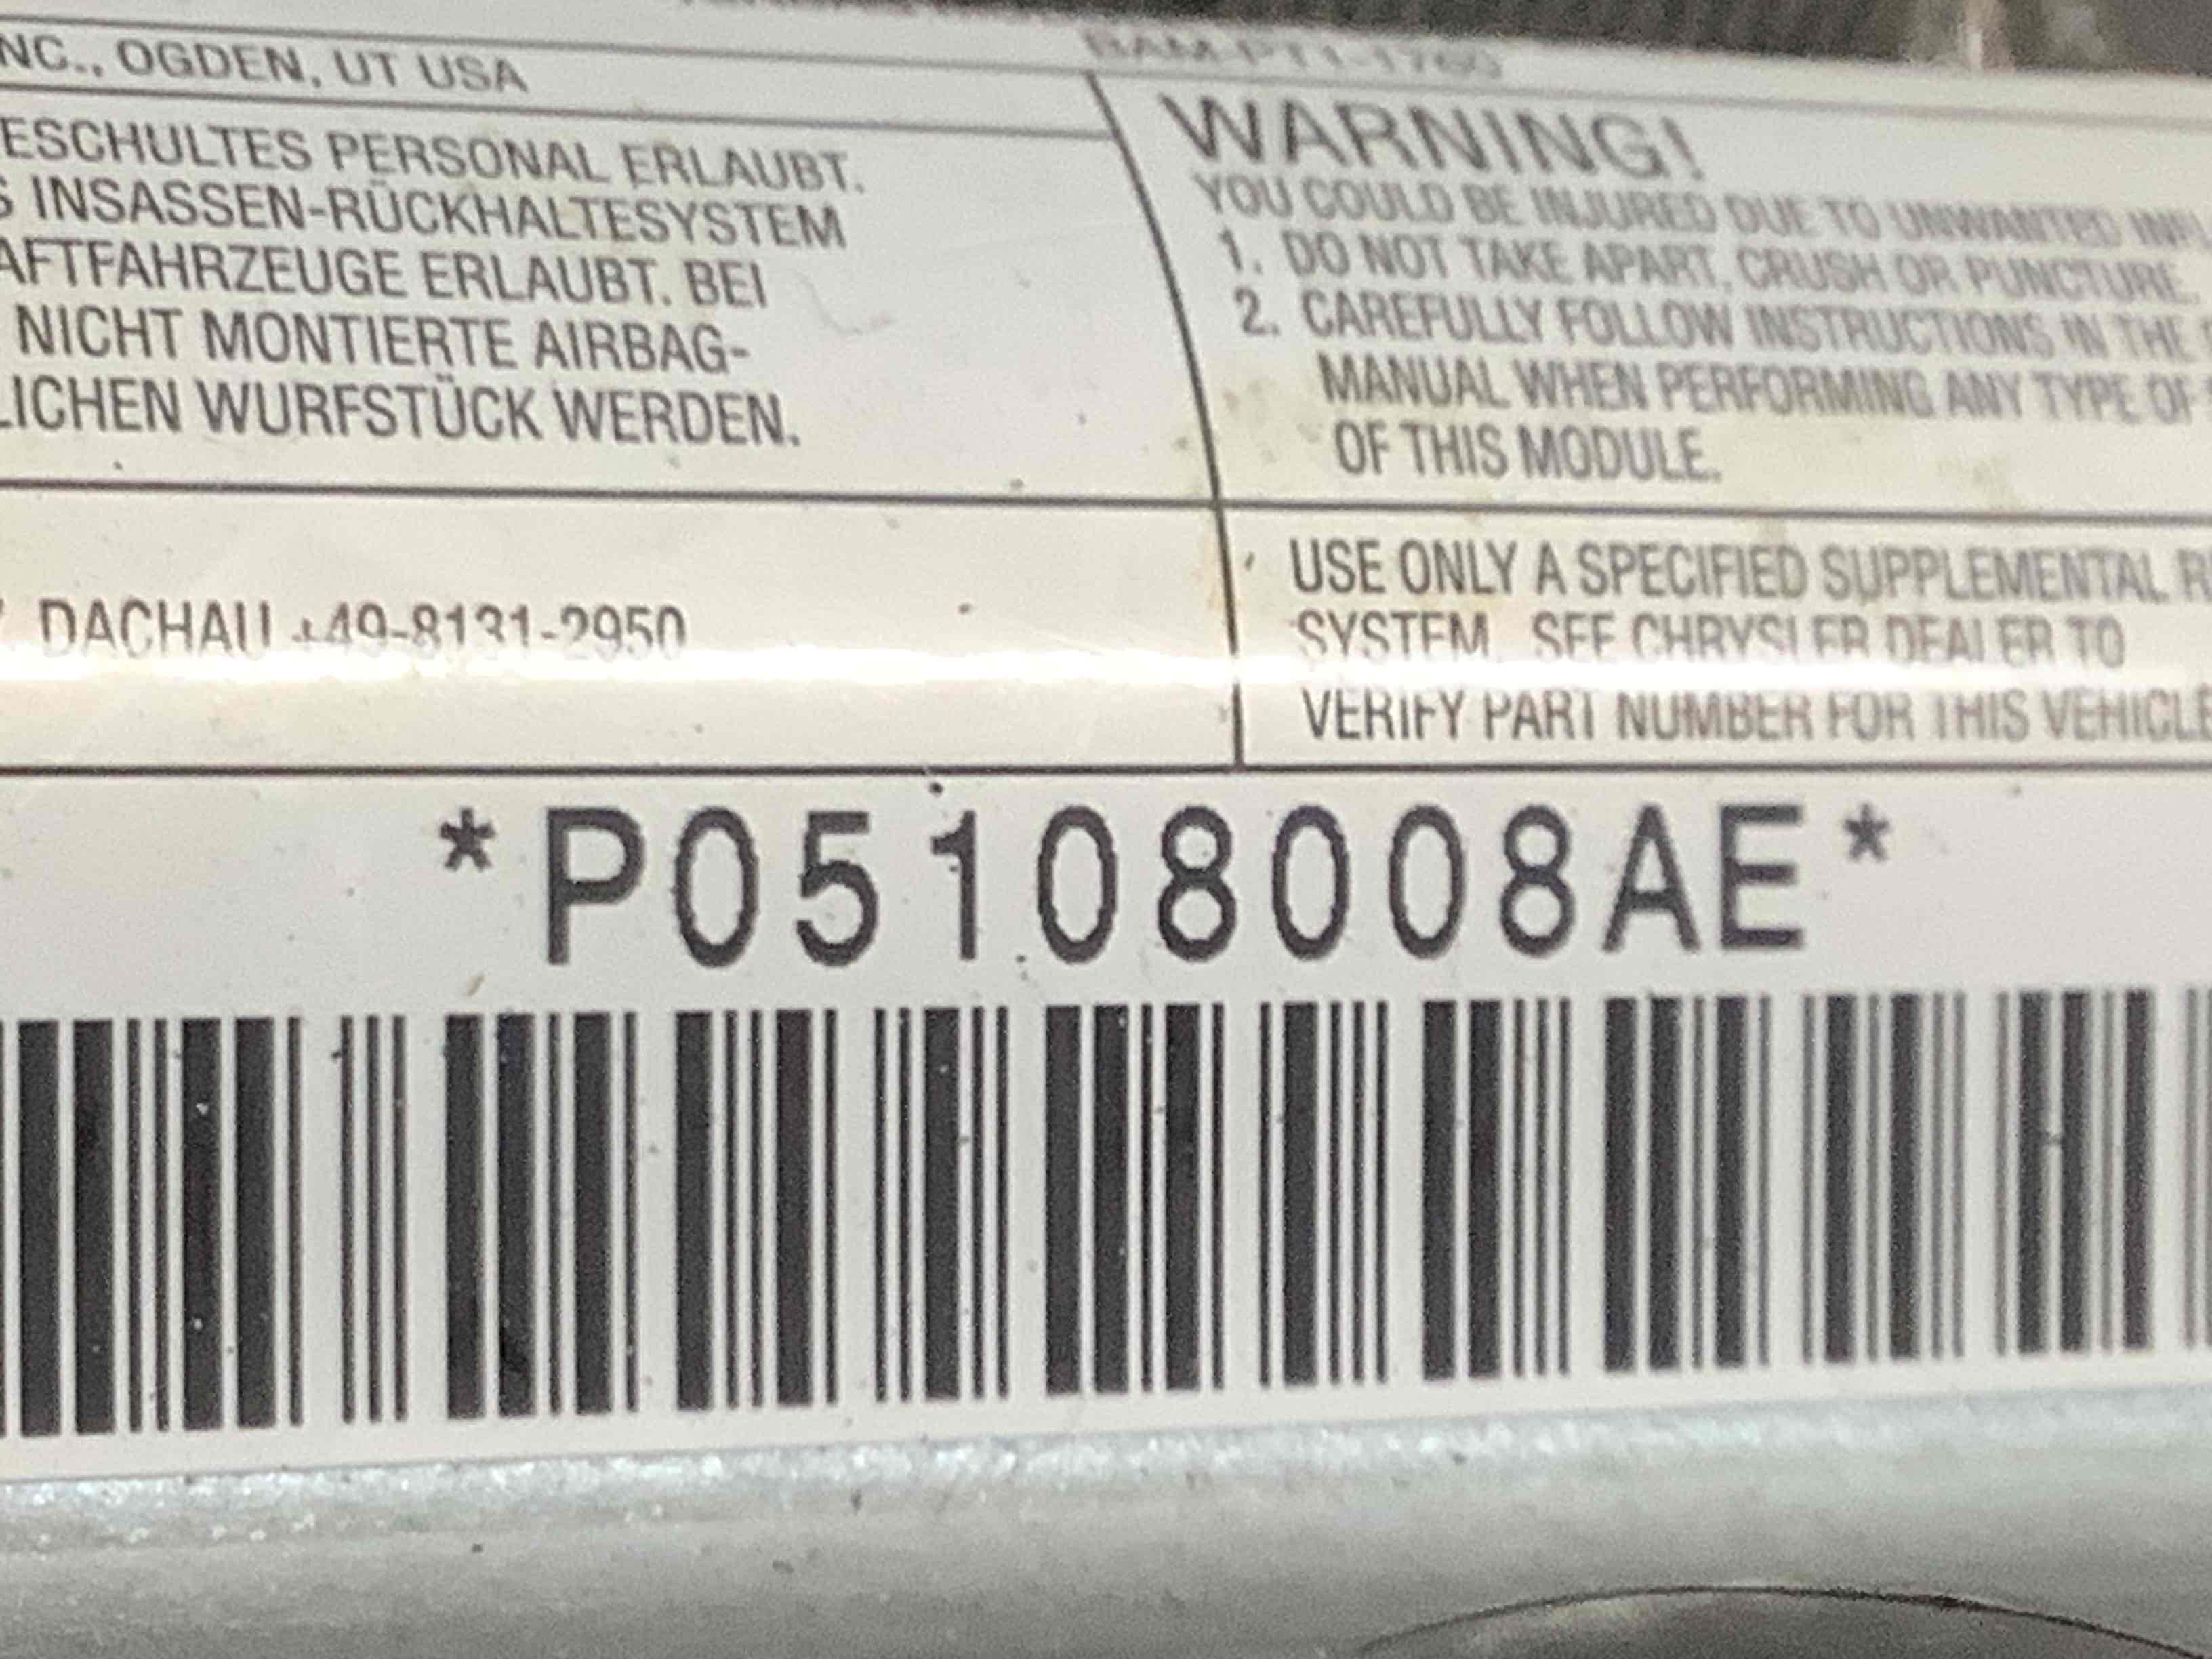 NC., OGDEN, UT USA
BAM-PT1-1760
ESCHULTES PERSONAL ERLAUBT.
S INSASSEN-RÜCKHALTESYSTEM
AFTFAHRZEUGE ERLAUBT. BEI
NICHT MONTIERTE AIRBAG-
LICHEN WURFSTÜCK WERDEN.
WARNING!
YOU COULD BE INJURED DUE TO UNWANTED
1. DO NOT TAKE APART, CRUSH OR PUNCTURE.
2. CAREFULLY FOLLOW INSTRUCTIONS IN THE
MANUAL WHEN PERFORMING ANY TYPE OF
OF THIS MODULE.
DACHAU +49-8131-2950
USE ONLY A SPECIFIED SUPPLEMENTAL R
SYSTEM. SEE CHRYSLER DEALER TO
VERIFY PART NUMBER FOR THIS VEHICLE
*P05108008AE*